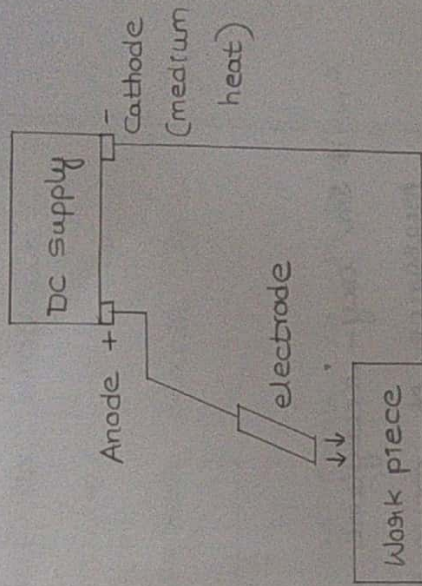 DC supply
Anode +
-
Cathode
(medium
heat)
electrode
Work piece